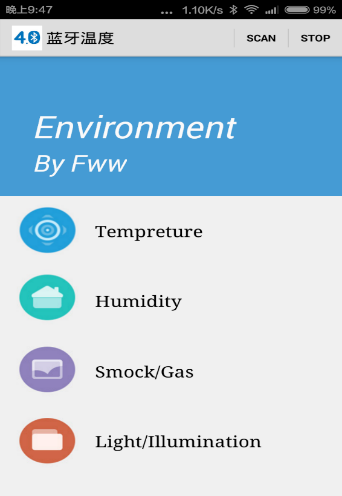 晚上9:47 ... 1.10K/s 99%
4.0 蓝牙温度 SCAN STOP
Environment
By Fww
Tempreture
Humidity
Smock/Gas
Light/Illumination